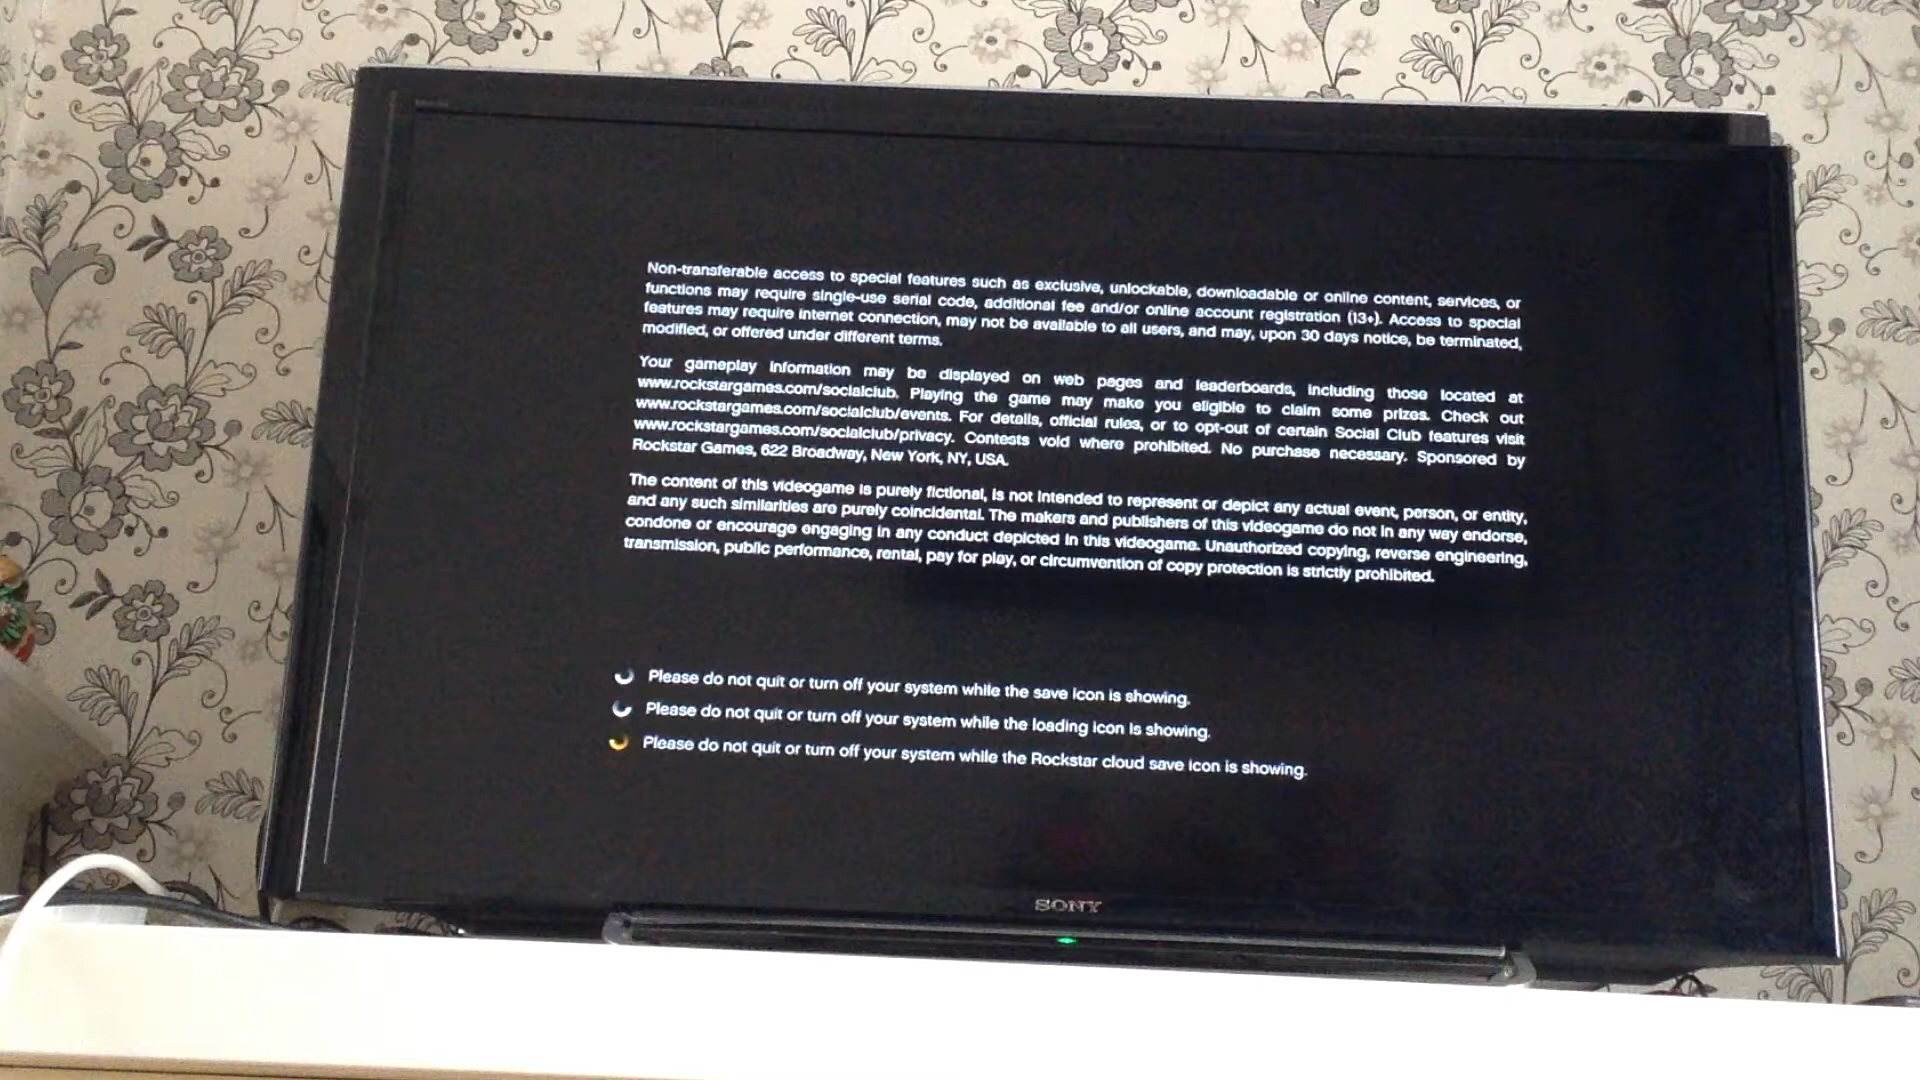 Non-transferable access to special features such as exclusive, unlockable, downloadable or online content, services, or
functions may require single-use serial code, additional fee and/or online account registration (13+). Access to special
features may require internet connection, may not be available to all users, and may, upon 30 days notice, be terminated,
modified, or offered under different terms.
Your gameplay information may be displayed on web pages and leaderboards, including those located at
www.rockstargames.com/socialclub. Playing the game may make you eligible to claim some prizes. Check out
www.rockstargames.com/socialclub/events. For details, official rules, or to opt-out of certain Social Club features visit
www.rockstargames.com/socialclub/privacy. Contests void where prohibited. No purchase necessary. Sponsored by
Rockstar Games, 622 Broadway, New York, NY, USA.
The content of this videogame is purely fictional, is not intended to represent or depict any actual event, person, or entity,
and any such similarities are purely coincidental. The makers and publishers of this videogame do not in any way endorse,
condone or encourage engaging in any conduct depicted in this videogame. Unauthorized copying, reverse engineering,
transmission, public performance, rental, pay for play, or circumvention of copy protection is strictly prohibited.
Please do not quit or turn off your system while the save icon is showing.
Please do not quit or turn off your system while the loading icon is showing.
Please do not quit or turn off your system while the Rockstar cloud save icon is showing.
SONY